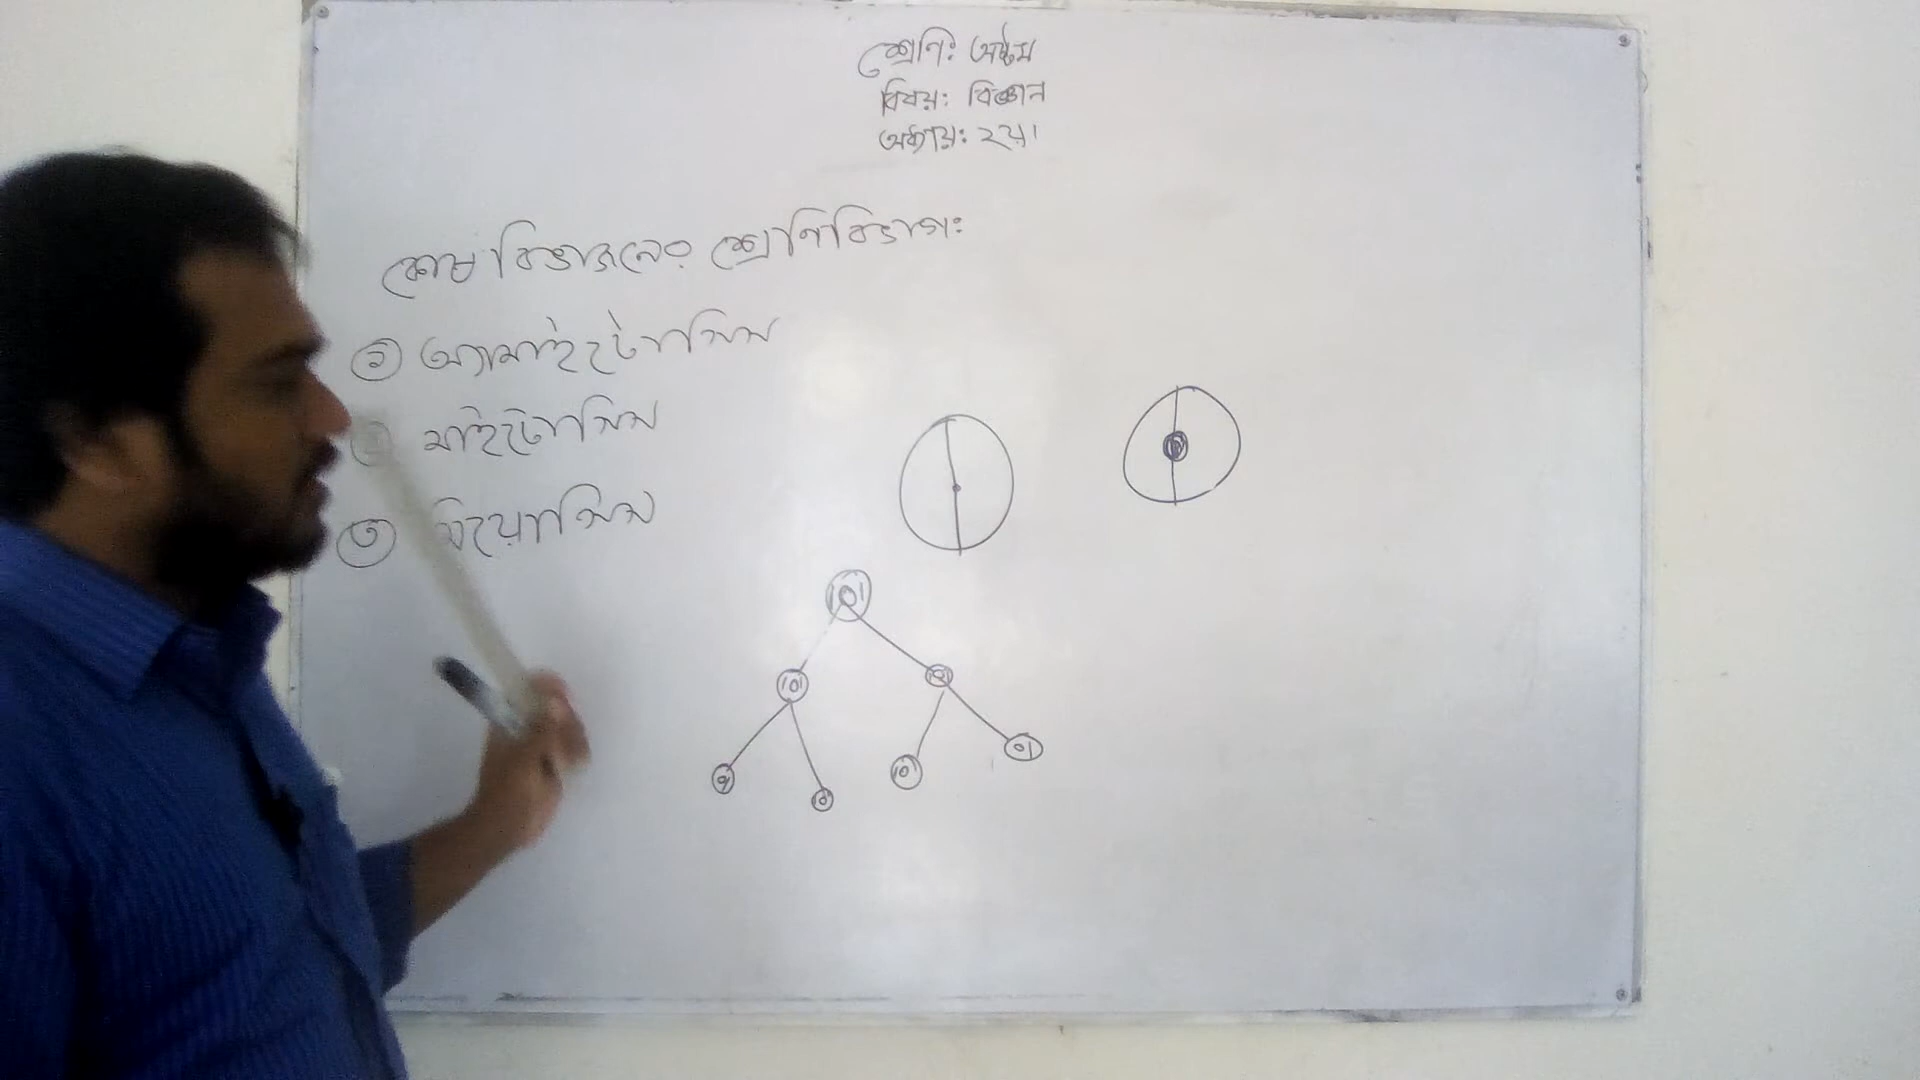 শ্রেণি: অষ্টম
বিষয়: বিজ্ঞান
অধ্যায়: ২য়।
কোষ বিভাজনের শ্রেণিবিভাগ:
১ অ্যামাইটোসিস
মাইটোসিস
৩ মিয়োসিস